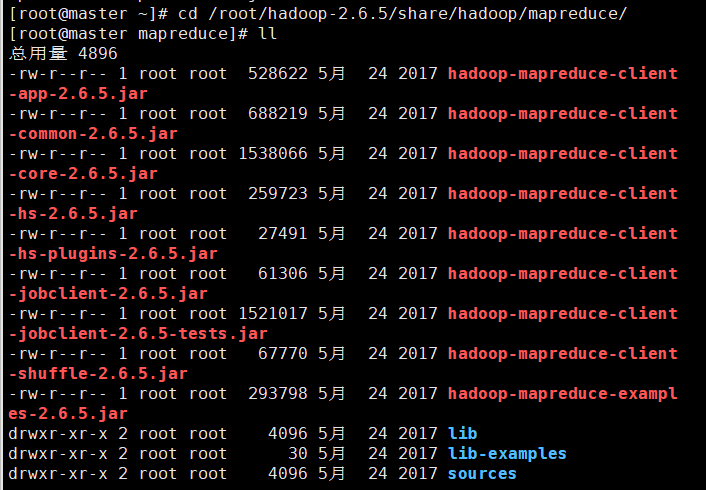 [root@master ~]# cd /root/hadoop-2.6.5/share/hadoop/mapreduce/
[root@master mapreduce]# ll
总用量 4896
-rw-r--r-- 1 root root  528622 5月  24 2017 hadoop-mapreduce-client
-app-2.6.5.jar
-rw-r--r-- 1 root root  688219 5月  24 2017 hadoop-mapreduce-client
-common-2.6.5.jar
-rw-r--r-- 1 root root 1538066 5月  24 2017 hadoop-mapreduce-client
-core-2.6.5.jar
-rw-r--r-- 1 root root  259723 5月  24 2017 hadoop-mapreduce-client
-hs-2.6.5.jar
-rw-r--r-- 1 root root   27491 5月  24 2017 hadoop-mapreduce-client
-hs-plugins-2.6.5.jar
-rw-r--r-- 1 root root   61306 5月  24 2017 hadoop-mapreduce-client
-jobclient-2.6.5.jar
-rw-r--r-- 1 root root 1521017 5月  24 2017 hadoop-mapreduce-client
-jobclient-2.6.5-tests.jar
-rw-r--r-- 1 root root   67770 5月  24 2017 hadoop-mapreduce-client
-shuffle-2.6.5.jar
-rw-r--r-- 1 root root  293798 5月  24 2017 hadoop-mapreduce-exampl
es-2.6.5.jar
drwxr-xr-x 2 root root    4096 5月  24 2017 lib
drwxr-xr-x 2 root root      30 5月  24 2017 lib-examples
drwxr-xr-x 2 root root    4096 5月  24 2017 sources